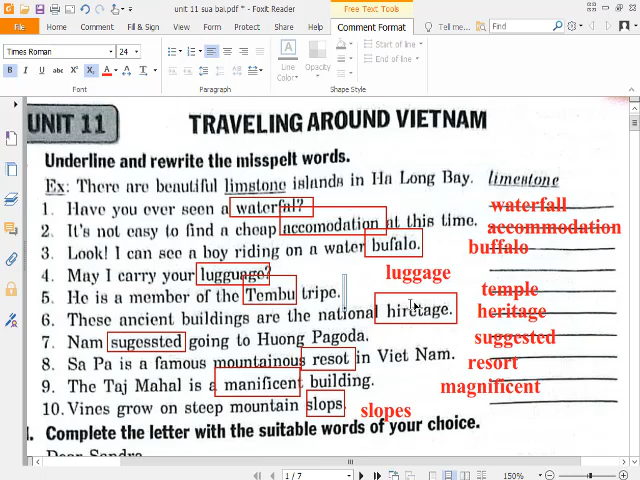 unit 11 sua bai.pdf * - Foxit Reader
Free Text Tools
File
Home
Comment
Fill & Sign
View
Form
Protect
Share
Help
Comment Format
Tell me...
Find
Times Roman
24
Line Color
Opacity
Start of line
End of line
Font
Paragraph
Shape Style
UNIT 11
TRAVELING AROUND VIETNAM
Underline and rewrite the misspelt words.
Ex: There are beautiful limstone islands in Ha Long Bay. limestone
1. Have you ever seen a waterfal? waterfall
2. It's not easy to find a cheap accomodation at this time. accommodation
3. Look! I can see a boy riding on a water bufalo. buffalo
4. May I carry your lugguage? luggage
5. He is a member of the Tembu tripe. temple
6. These ancient buildings are the national hiretage. heritage
7. Nam sugessted going to Huong Pagoda. suggested
8. Sa Pa is a famous mountainous resot in Viet Nam. resort
9. The Taj Mahal is a manificent building. magnificent
10. Vines grow on steep mountain slops. slopes
I. Complete the letter with the suitable words of your choice.
Dear Sandra
1 / 7
150%